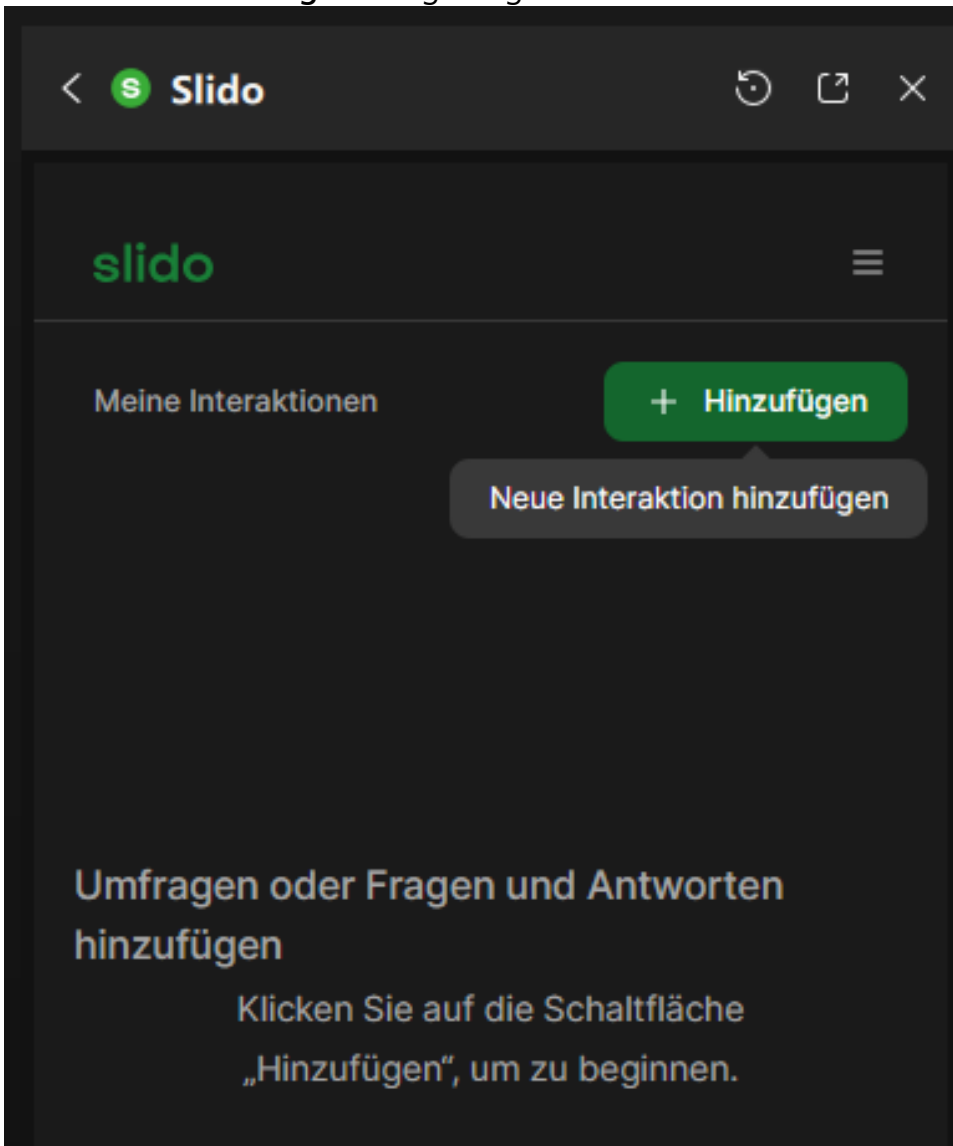 S Slido
slido
Meine Interaktionen
+ Hinzufügen
Neue Interaktion hinzufügen
Umfragen oder Fragen und Antworten
hinzufügen
Klicken Sie auf die Schaltfläche
„Hinzufügen“, um zu beginnen.